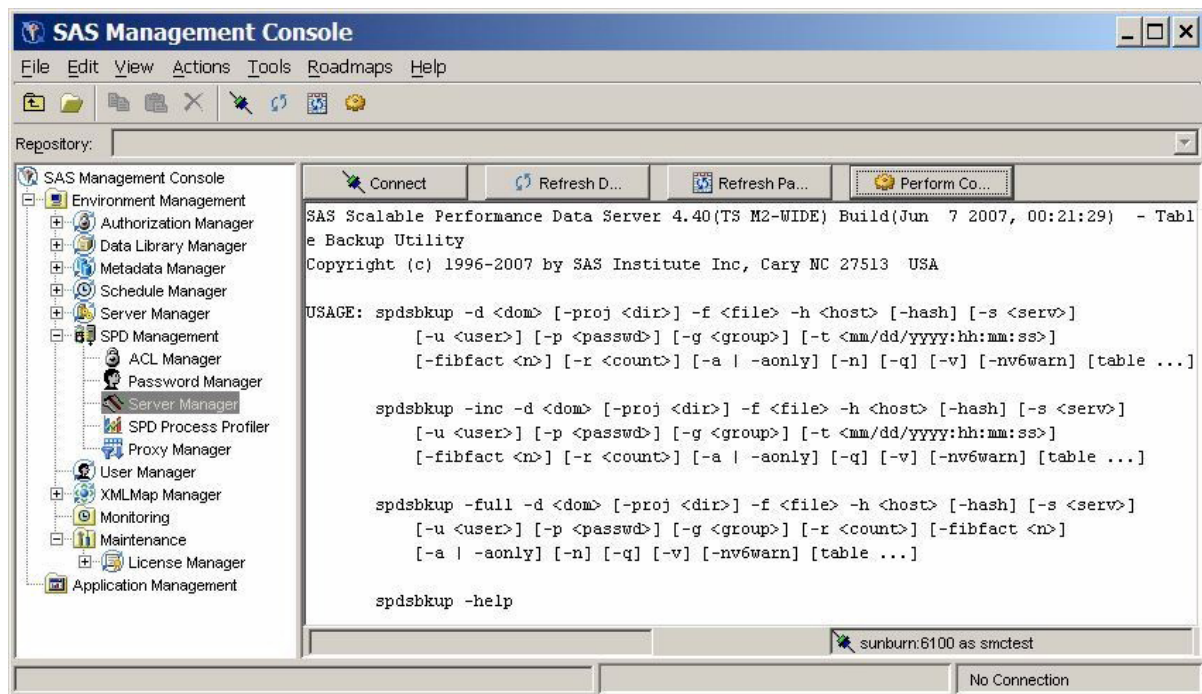 SAS Management Console
File Edit View Actions Tools Roadmaps Help
Repository:
SAS Management Console
Environment Management
Authorization Manager
Data Library Manager
Metadata Manager
Schedule Manager
Server Manager
SPD Management
ACL Manager
Password Manager
Server Manager
SPD Process Profiler
Proxy Manager
User Manager
XMLMap Manager
Monitoring
Maintenance
License Manager
Application Management
Connect Refresh D... Refresh Pa... Perform Co...
SAS Scalable Performance Data Server 4.40(TS M2-WIDE) Build(Jun  7 2007, 00:21:29)  - Tabl
e Backup Utility
Copyright (c) 1996-2007 by SAS Institute Inc, Cary NC 27513  USA
USAGE: spdsbkup -d <dom> [-proj <dir>] -f <file> -h <host> [-hash] [-s <serv>]
[-u <user>] [-p <passwd>] [-g <group>] [-t <mm/dd/yyyy:hh:mm:ss>]
[-fibfact <n>] [-r <count>] [-a | -aonly] [-n] [-q] [-v] [-nv6warn] [table ...]
spdsbkup -inc -d <dom> [-proj <dir>] -f <file> -h <host> [-hash] [-s <serv>]
[-u <user>] [-p <passwd>] [-g <group>] [-t <mm/dd/yyyy:hh:mm:ss>]
[-fibfact <n>] [-r <count>] [-a | -aonly] [-q] [-v] [-nv6warn] [table ...]
spdsbkup -full -d <dom> [-proj <dir>] -f <file> -h <host> [-hash] [-s <serv>]
[-u <user>] [-p <passwd>] [-g <group>] [-r <count>] [-fibfact <n>]
[-a | -aonly] [-n] [-q] [-v] [-nv6warn] [table ...]
spdsbkup -help
sunburn:6100 as smctest
No Connection